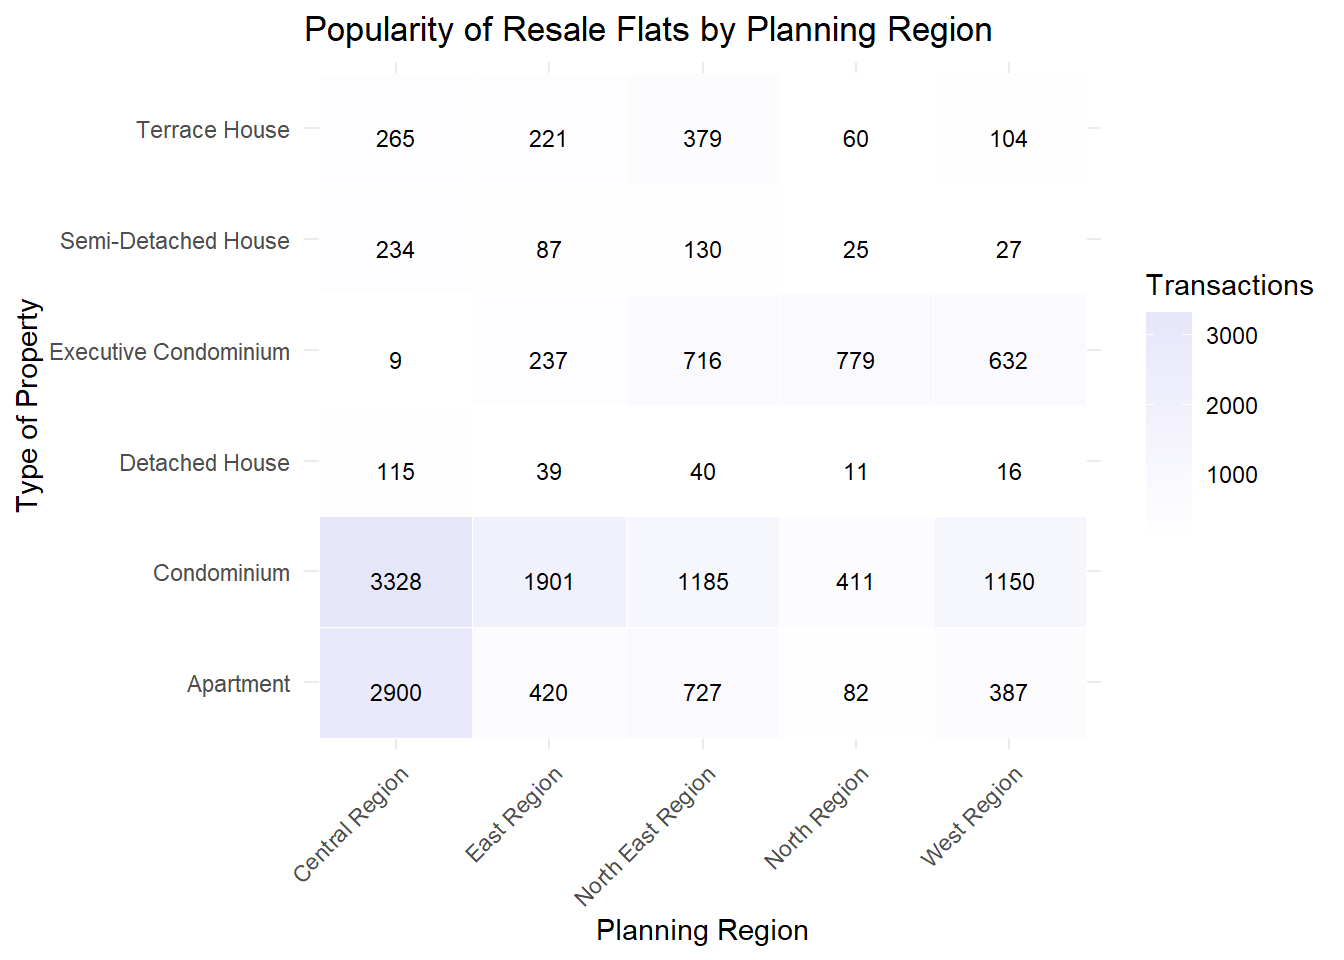 Popularity of Resale Flats by Planning Region
Type of Property
Terrace House 265 221 379 60 104
Semi-Detached House 234 87 130 25 27
Executive Condominium 9 237 716 779 632
Detached House 115 39 40 11 16
Condominium 3328 1901 1185 411 1150
Apartment 2900 420 727 82 387
Central Region
East Region
North East Region
North Region
West Region
Planning Region
Transactions
3000
2000
1000